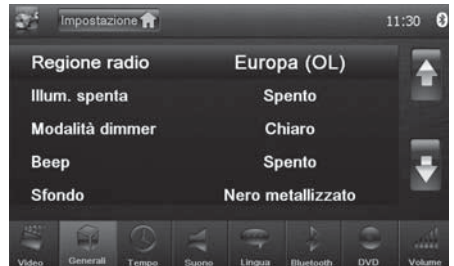 Impostazione 11:30
Regione radio Europa (OL)
Illum. spenta Spento
Modalità dimmer Chiaro
Beep Spento
Sfondo Nero metallizzato
Video Generali Tempo Suono Lingua Bluetooth DVD Volume